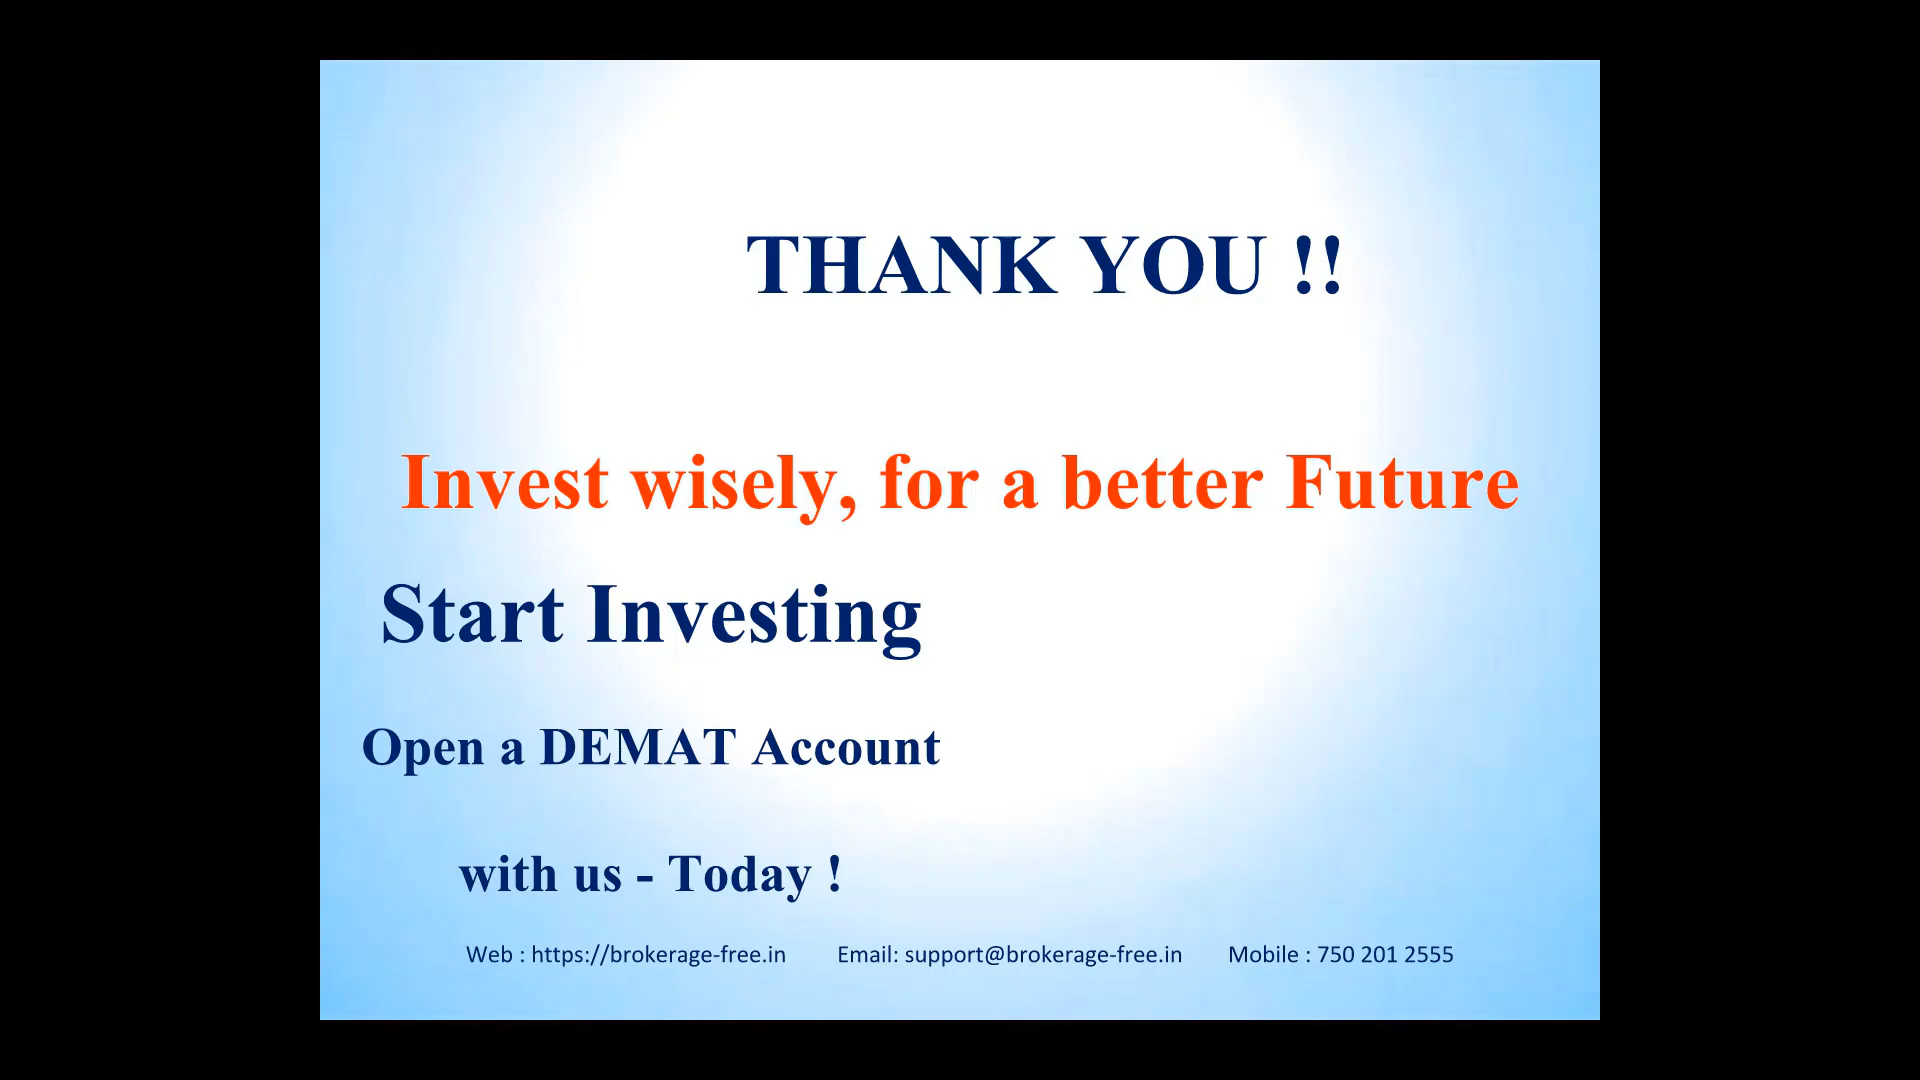 THANK YOU !!
Invest wisely, for a better Future
Start Investing
Open a DEMAT Account
with us - Today !
Web : https://brokerage-free.in Email: support@brokerage-free.in Mobile : 750 201 2555